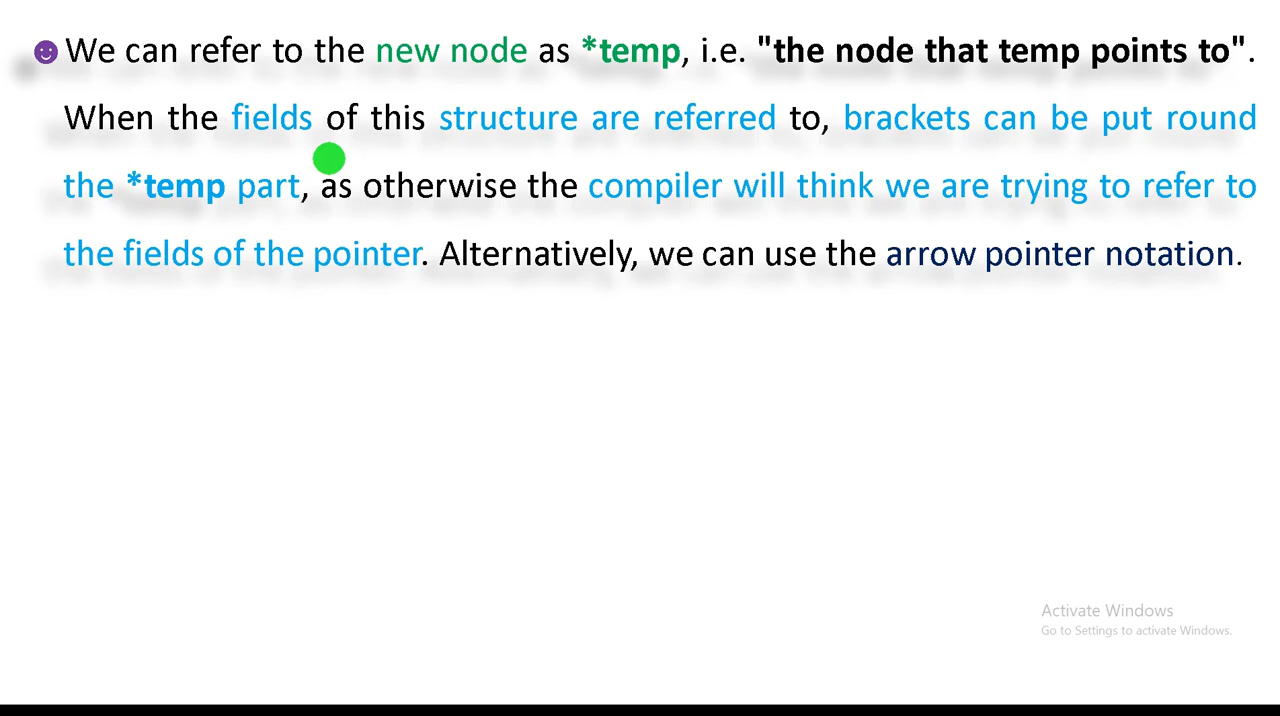 We can refer to the new node as *temp, i.e. "the node that temp points to".
When the fields of this structure are referred to, brackets can be put round
the *temp part, as otherwise the compiler will think we are trying to refer to
the fields of the pointer. Alternatively, we can use the arrow pointer notation.
Activate Windows
Go to Settings to activate Windows.